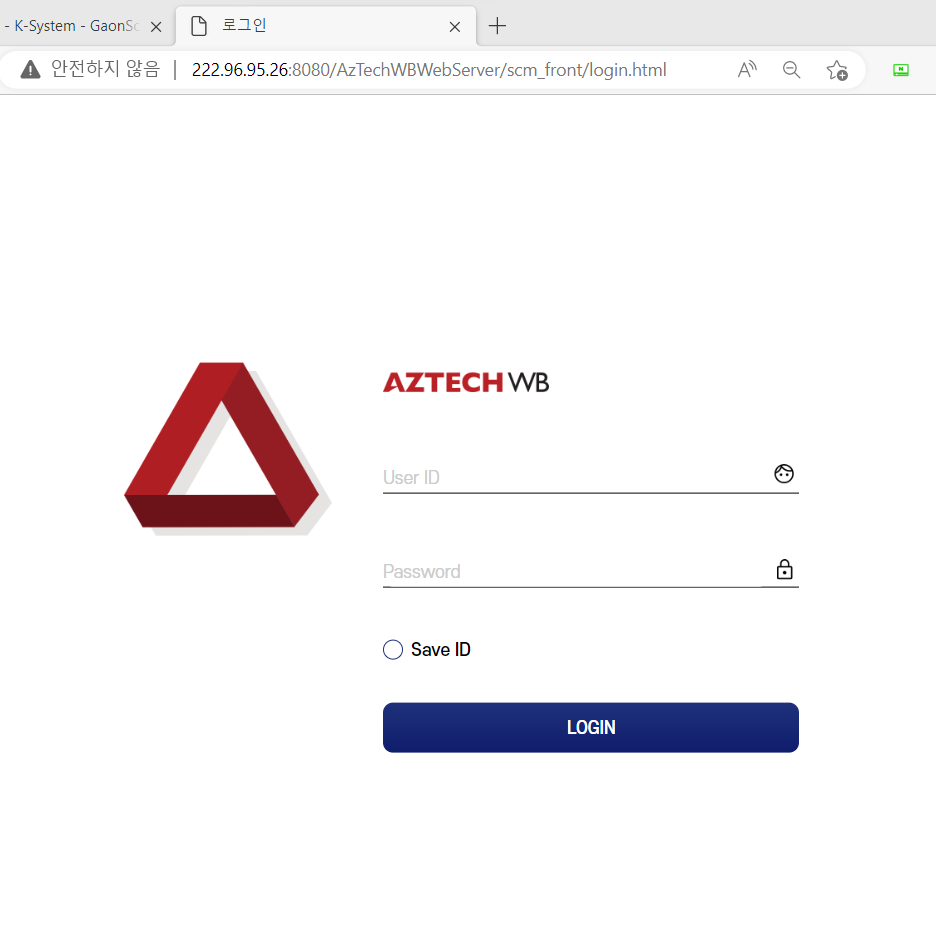 - K-System - GaonSc
로그인
안전하지 않음 | 222.96.95.26:8080/AzTechWBWebServer/scm_front/login.html
AZTECH WB
User ID
Password
Save ID
LOGIN